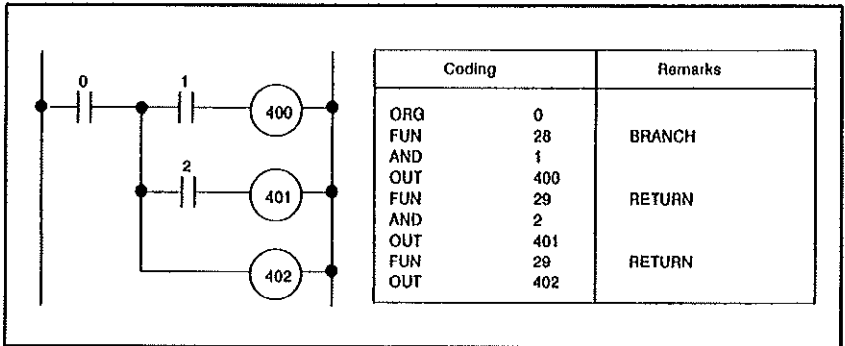 0
1
400
2
401
402
Coding Remarks
ORG 0
FUN 28 BRANCH
AND 1
OUT 400
FUN 29 RETURN
AND 2
OUT 401
FUN 29 RETURN
OUT 402